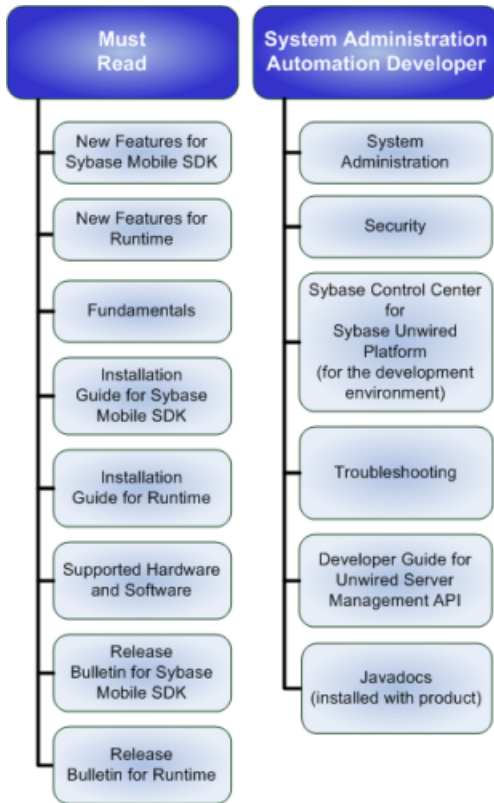 Must
Read
New Features for
Sybase Mobile SDK
New Features for
Runtime
Fundamentals
Installation
Guide for Sybase
Mobile SDK
Installation
Guide for Runtime
Supported Hardware
and Software
Release
Bulletin for Sybase
Mobile SDK
Release
Bulletin for Runtime
System Administration
Automation Developer
System
Administration
Security
Sybase Control Center
for
Sybase Unwired
Platform
(for the development
environment)
Troubleshooting
Developer Guide for
Unwired Server
Management API
Javadocs
(installed with product)